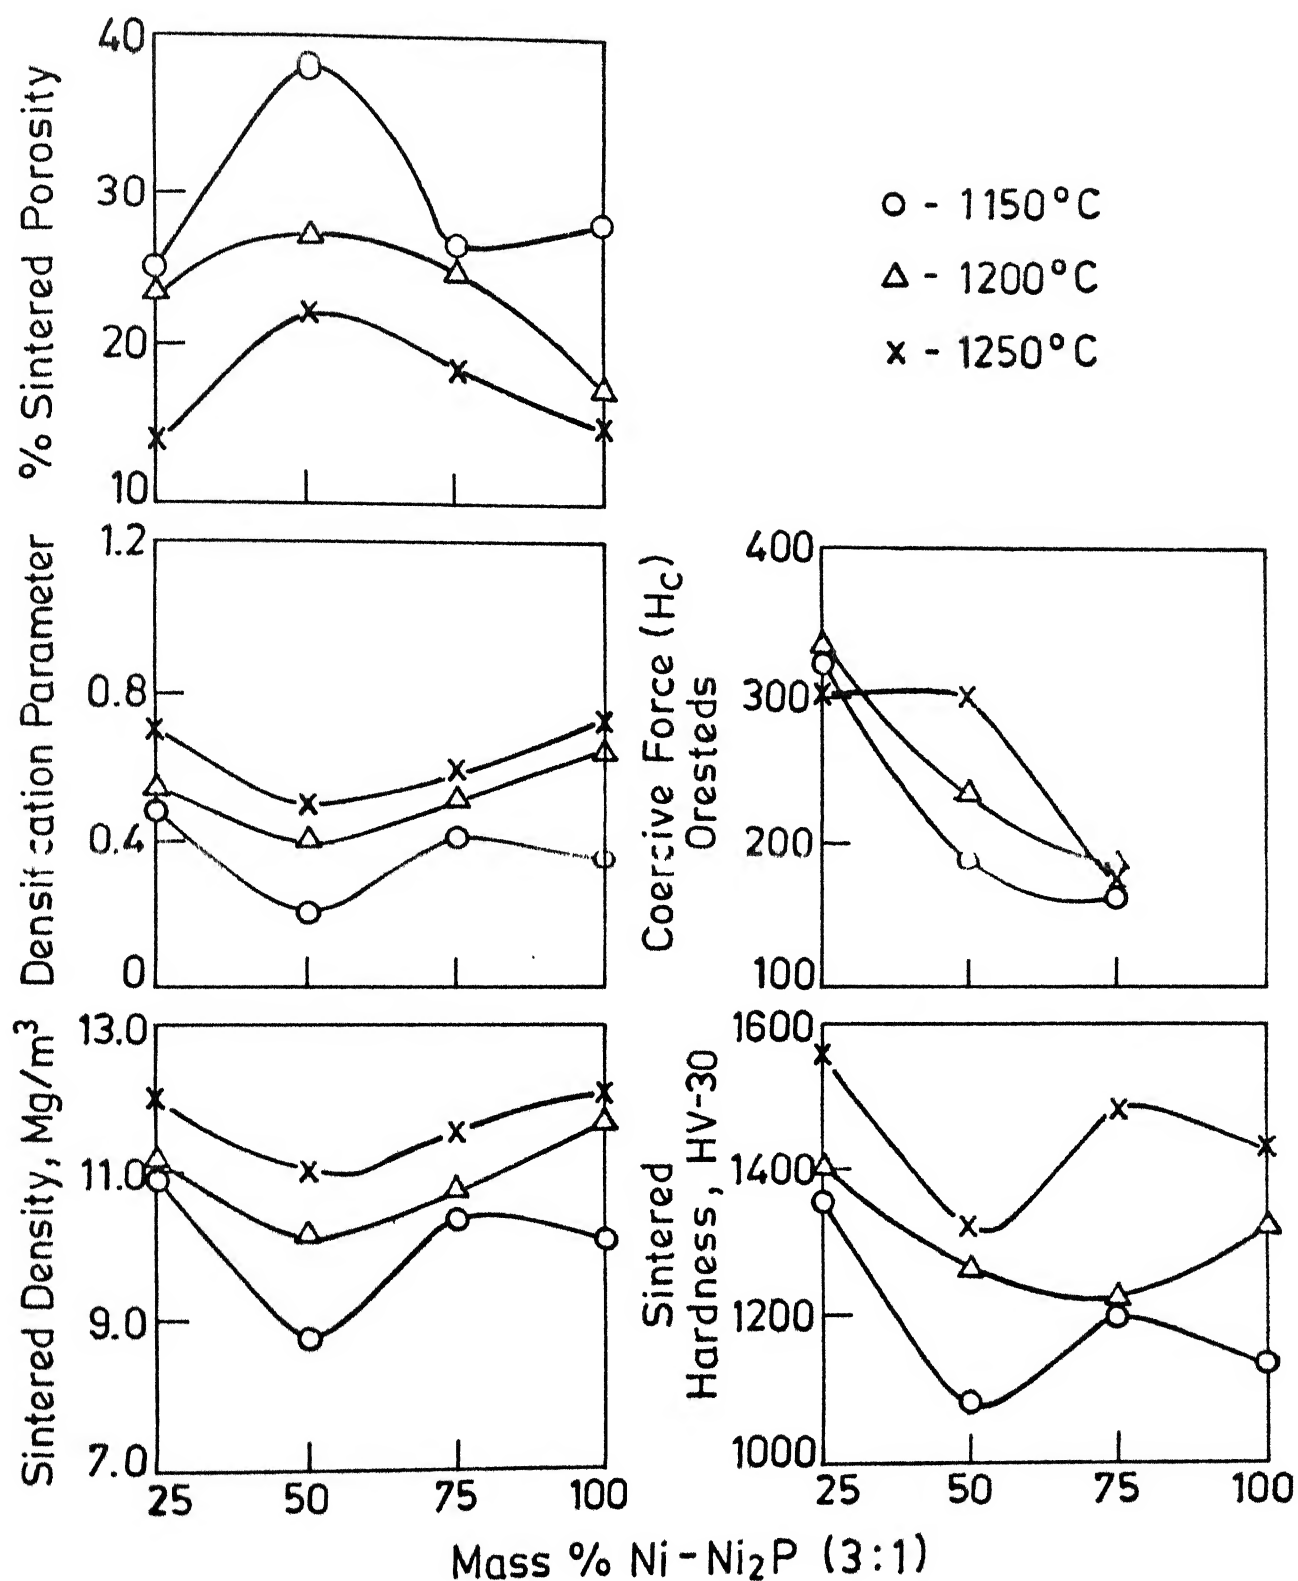 % Sintered Porosity
40
30
20
10
○ - 1150°C
△ - 1200°C
× - 1250°C
Parameter
1.2
0.8
0.4
0
Coercive Force (Hc)
Oresteds
400
300
200
100
Sintered Density, Mg/m³
13.0
11.0
9.0
7.0
25 50 75 100
Sintered
Hardness, HV-30
1600
1400
1200
1000
25 50 75 100
Mass % Ni-Ni₂P (3:1)